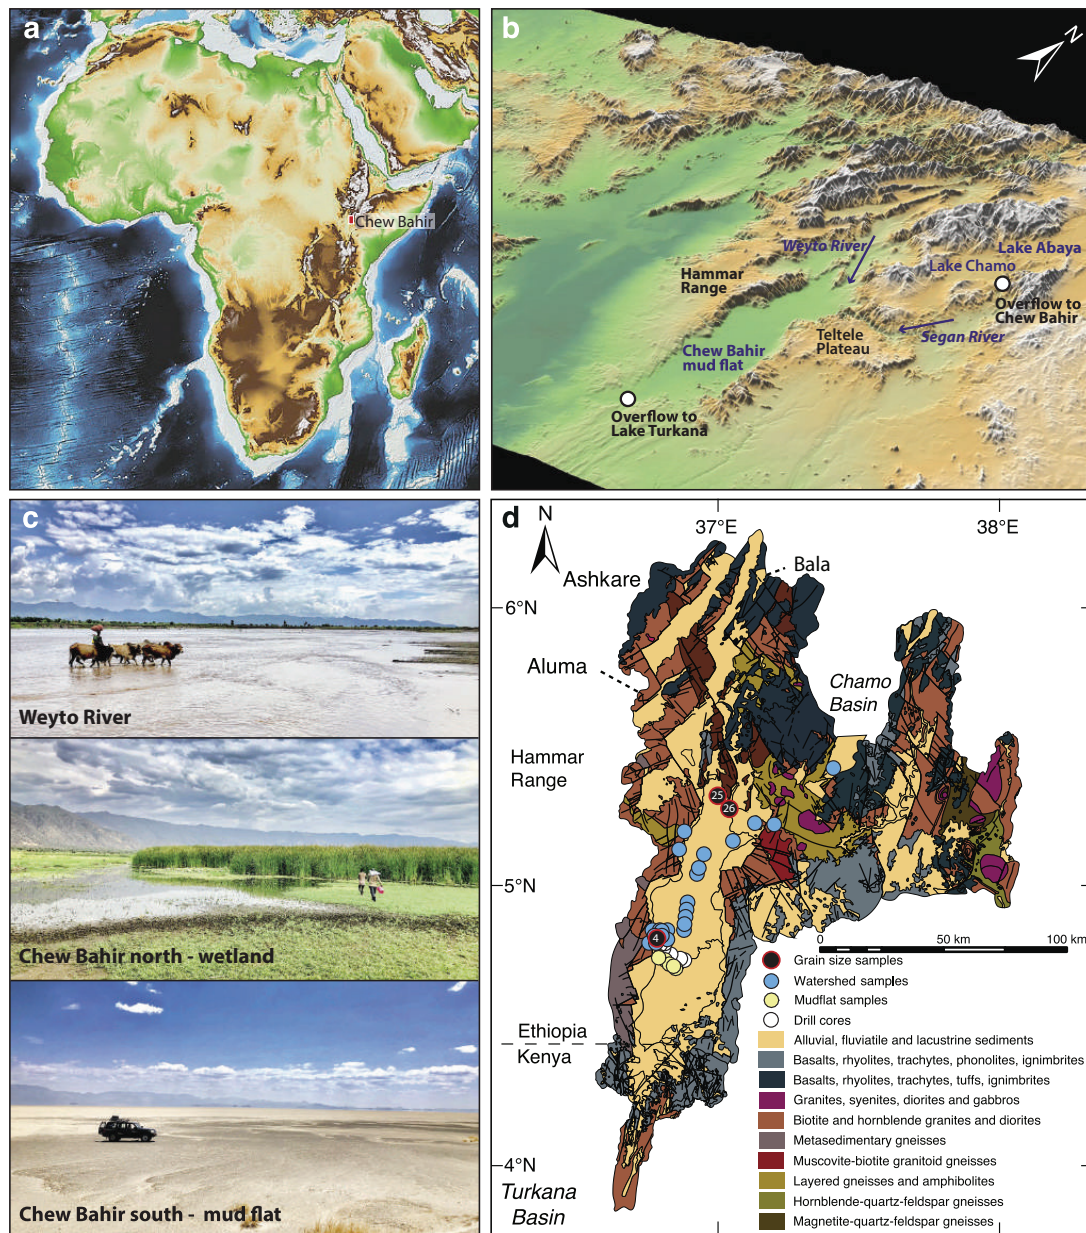 a
Chew Bahir
b
N
Weyto River
Lake Abaya
Lake Chamo
Hammar
Range
Overflow to
Chew Bahir
Segan River
Teltele
Plateau
Chew Bahir
mud flat
Overflow to
Lake Turkana
c
Weyto River
Chew Bahir north - wetland
Chew Bahir south - mud flat
d
N
37°E
38°E
Ashkare
Bala
6°N
Aluma
Chamo
Basin
Hammar
Range
25
26
5°N
4
0
50 km
100 km
Grain size samples
Watershed samples
Mudflat samples
Drill cores
Ethiopia
Kenya
Alluvial, fluviatile and lacustrine sediments
Basalts, rhyolites, trachytes, phonolites, ignimbrites
Basalts, rhyolites, trachytes, tuffs, ignimbrites
Granites, syenites, diorites and gabbros
Biotite and hornblende granites and diorites
Metasedimentary gneisses
Muscovite-biotite granitoid gneisses
4°N
Layered gneisses and amphibolites
Turkana
Basin
Hornblende-quartz-feldspar gneisses
Magnetite-quartz-feldspar gneisses